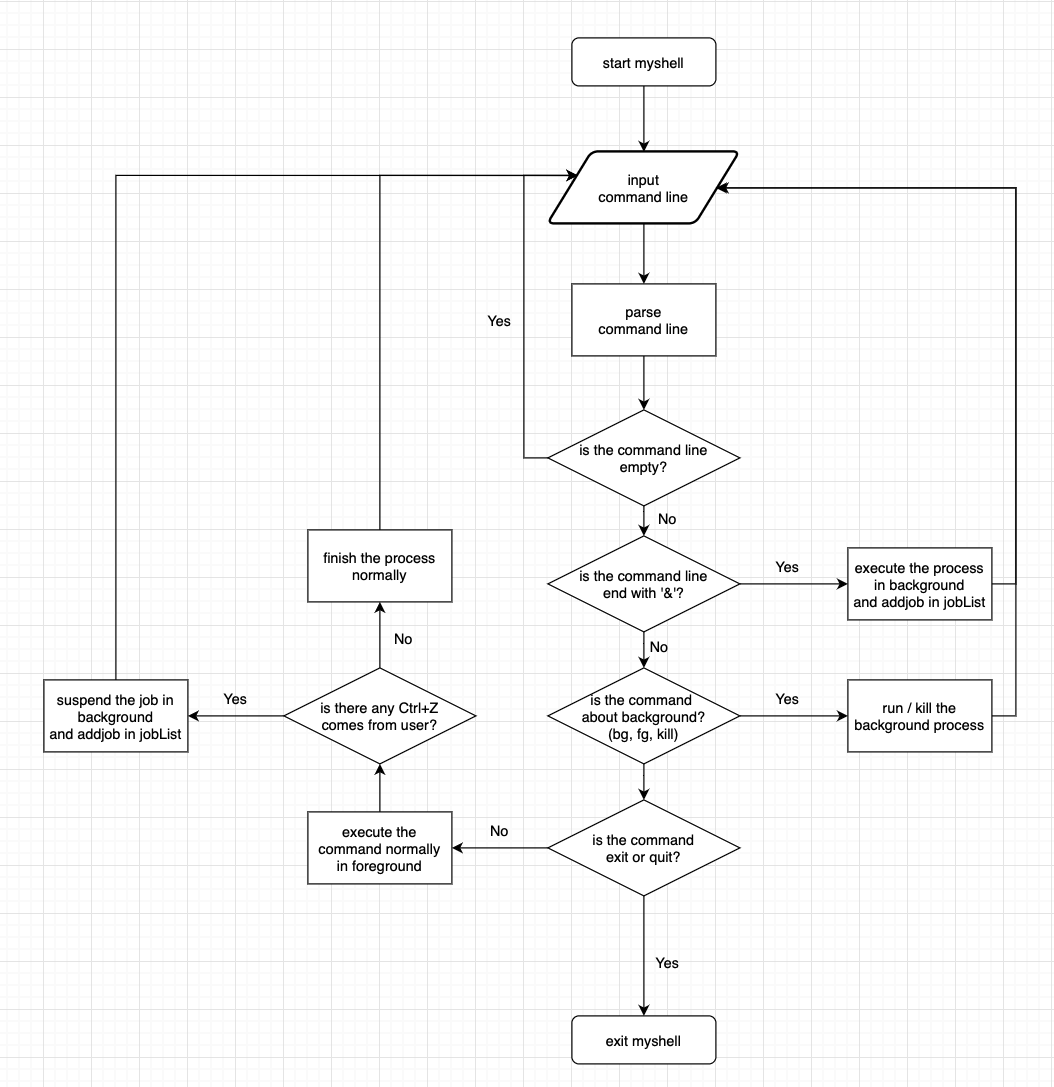 start myshell
input
command line
parse
command line
Yes
is the command line
empty?
No
is the command line
end with '&'?
Yes
execute the process
in background
and addjob in jobList
finish the process
normally
No
No
is the command
about background?
(bg, fg, kill)
Yes
run / kill the
background process
is there any Ctrl+Z
comes from user?
Yes
suspend the job in
background
and addjob in jobList
is the command
exit or quit?
No
execute the
command normally
in foreground
Yes
exit myshell